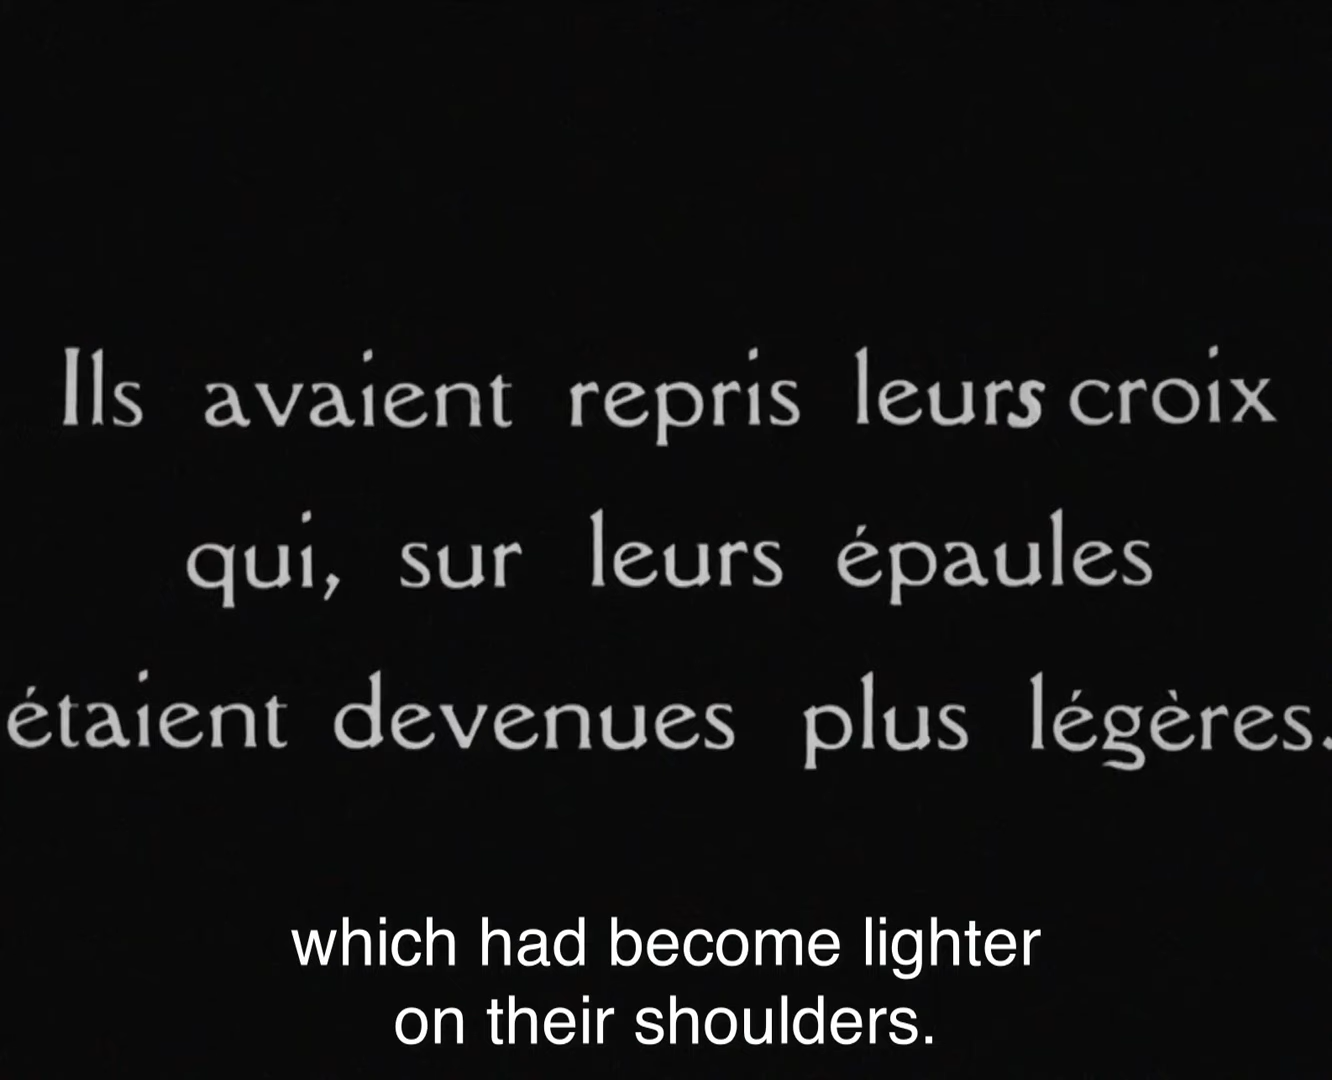 Ils avaient repris leurs croix
qui, sur leurs épaules
étaient devenues plus légères.
which had become lighter
on their shoulders.